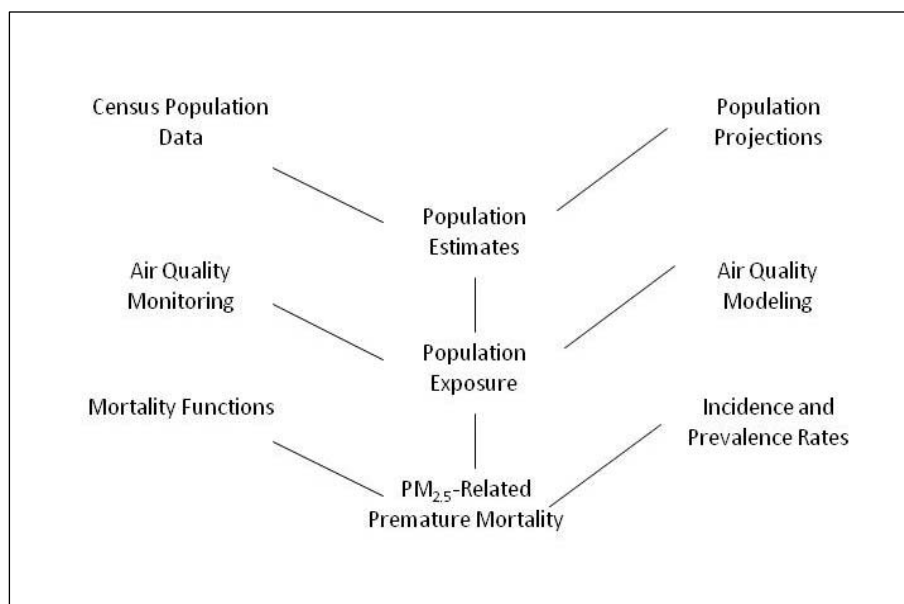 Census Population
Data
Population
Projections
Population
Estimates
Air Quality
Monitoring
Air Quality
Modeling
Population
Exposure
Mortality Functions
Incidence and
Prevalence Rates
PM2.5-Related
Premature Mortality